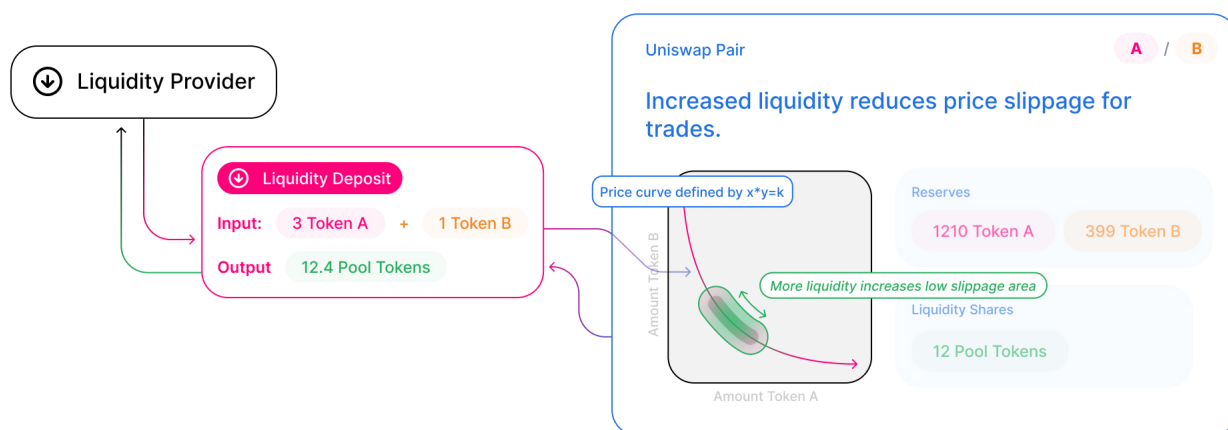 Liquidity Provider
Liquidity Deposit
Input: 3 Token A + 1 Token B
Output 12.4 Pool Tokens
Uniswap Pair
A / B
Increased liquidity reduces price slippage for
trades.
Price curve defined by x*y=k
Amount Token B
More liquidity increases low slippage area
Amount Token A
Reserves
1210 Token A 399 Token B
Liquidity Shares
12 Pool Tokens